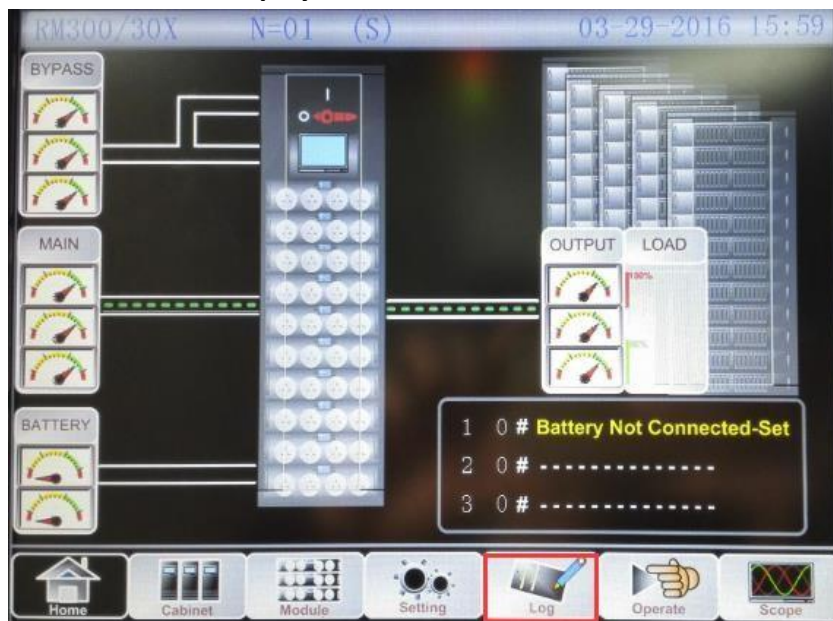 RM300/30X N=01 (S) 03-29-2016 15:59
BYPASS
MAIN
OUTPUT LOAD
100%
BATTERY
1 0 # Battery Not Connected-Set
2 0 # --------------
3 0 # --------------
Home Cabinet Module Setting Log Operate Scope